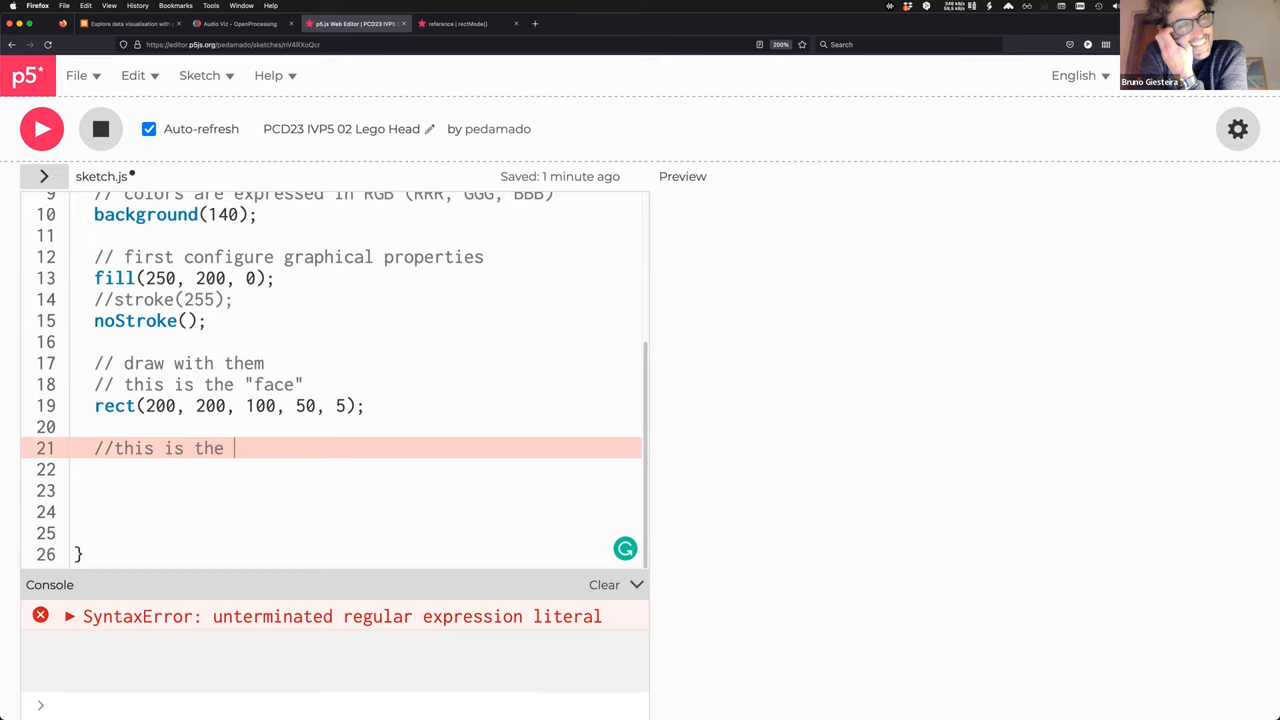 Firefox File Edit View History Bookmarks Tools Window Help
Explore data visualisation with p
Audio Viz - OpenProcessing
p5.js Web Editor | PCD23 IVP5 0
reference | rectMode()
https://editor.p5js.org/pedamado/sketches/nV4RXoQcr
200%
Search
Bruno Giesteira
p5*
File
Edit
Sketch
Help
English
Auto-refresh
PCD23 IVP5 02 Lego Head
by pedamado
sketch.js
Saved: 1 minute ago
Preview
9 // colors are expressed in RGB (RRR, GGG, BBB)
10 background(140);
11
12 // first configure graphical properties
13 fill(250, 200, 0);
14 //stroke(255);
15 noStroke();
16
17 // draw with them
18 // this is the "face"
19 rect(200, 200, 100, 50, 5);
20
21 //this is the
22
23
24
25
26 }
Console
Clear
SyntaxError: unterminated regular expression literal
>